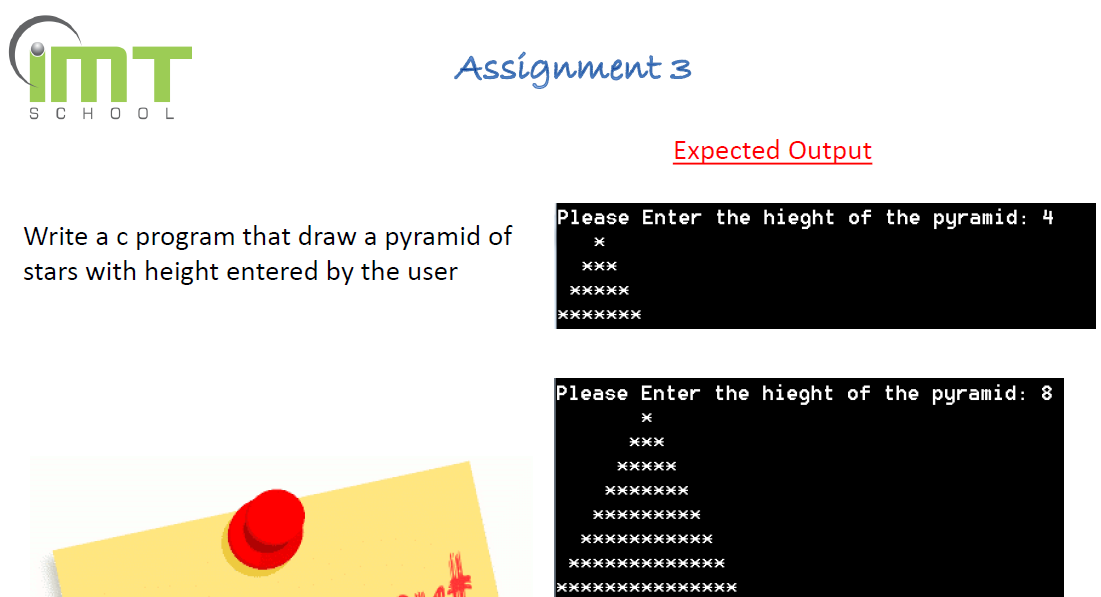 iMT
SCHOOL
Assignment 3
Expected Output
Write a c program that draw a pyramid of
stars with height entered by the user
Please Enter the hieght of the pyramid: 4
   *
  ***
 *****
*******
Please Enter the hieght of the pyramid: 8
       *
      ***
     *****
    *******
   *********
  ***********
 *************
***************